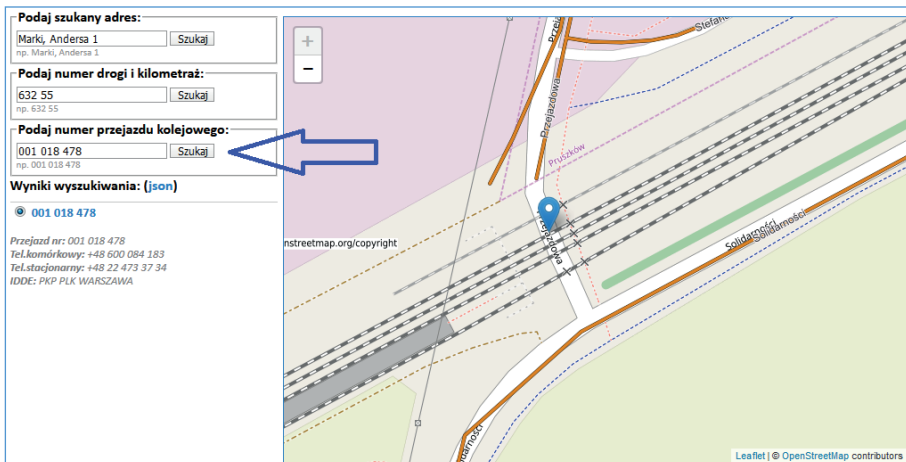 Podaj szukany adres:
Marki, Andersa 1 Szukaj
np. Marki, Andersa 1
Podaj numer drogi i kilometraż:
632 55 Szukaj
np. 632 55
Podaj numer przejazdu kolejowego:
001 018 478 Szukaj
np. 001 018 478
Wyniki wyszukiwania: (json)
001 018 478
Przejazd nr: 001 018 478
Tel.komórkowy: +48 600 084 183
Tel.stacjonarny: +48 22 473 37 34
IDDE: PKP PLK WARSZAWA
+
−
Przeja
Stefano
Przejazdowa
Pruszków
Przejazdowa
nstreetmap.org/copyright
Solidarności
Solidarności
idarności
Leaflet | © OpenStreetMap contributors